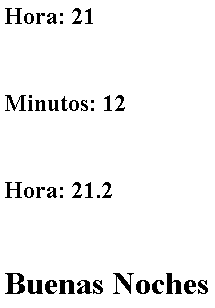 Hora: 21
Minutos: 12
Hora: 21.2
Buenas Noches